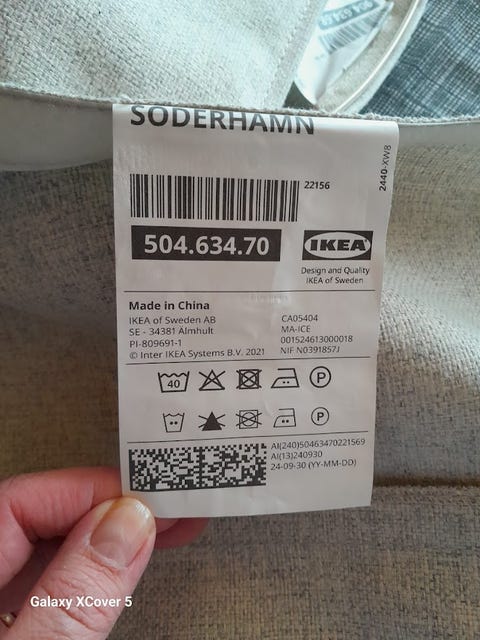 SÖDERHAMN
2440-XW8
22156
504.634.70
IKEA
Design and Quality
IKEA of Sweden
Made in China
IKEA of Sweden AB
SE - 34381 Älmhult
PI-809691-1
© Inter IKEA Systems B.V. 2021
CA05404
MA-ICE
001524613000018
NIF N0391857J
40
P
P
AI(240)50463470221569
AI(13)240930
24-09-30 (YY-MM-DD)
Galaxy XCover 5